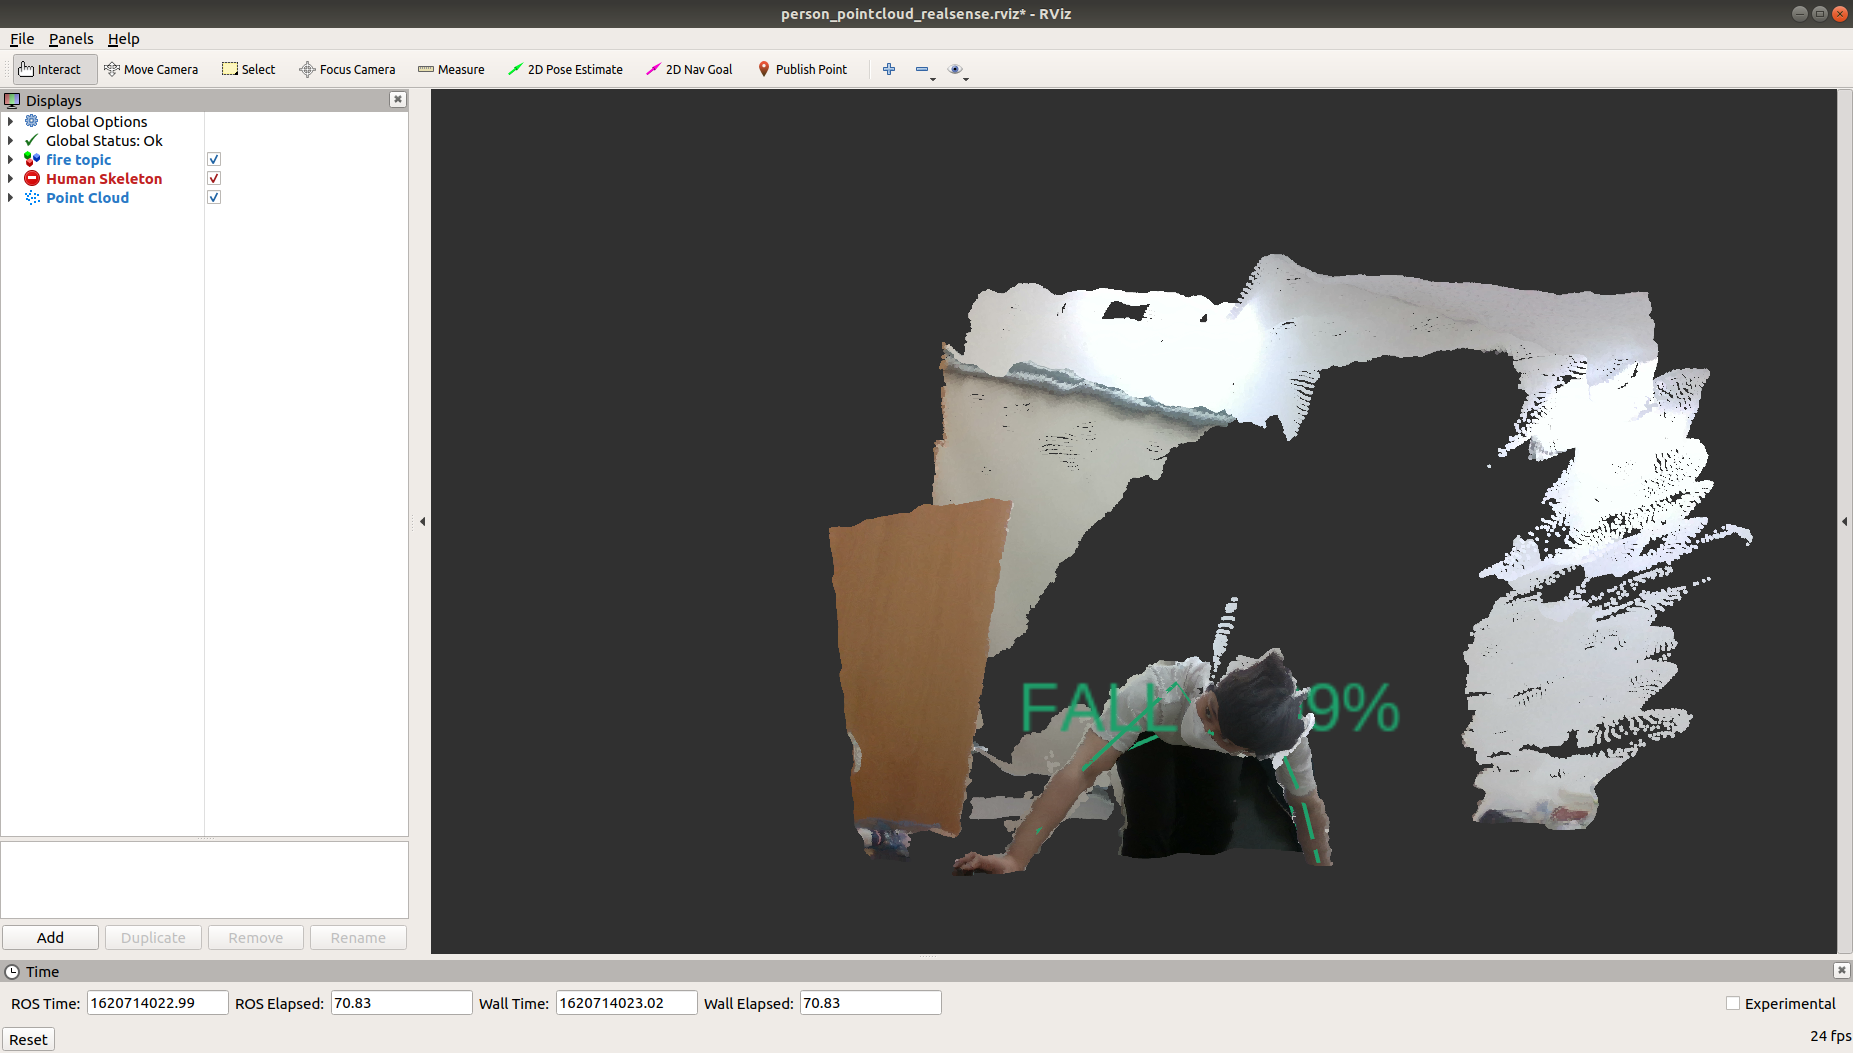 person_pointcloud_realsense.rviz* - RViz
File Panels Help
Interact Move Camera Select Focus Camera Measure 2D Pose Estimate 2D Nav Goal Publish Point
Displays
Global Options
Global Status: Ok
fire topic
Human Skeleton
Point Cloud
FALL 9%
Add Duplicate Remove Rename
Time
ROS Time: 1620714022.99 ROS Elapsed: 70.83 Wall Time: 1620714023.02 Wall Elapsed: 70.83 Experimental
Reset 24 fps